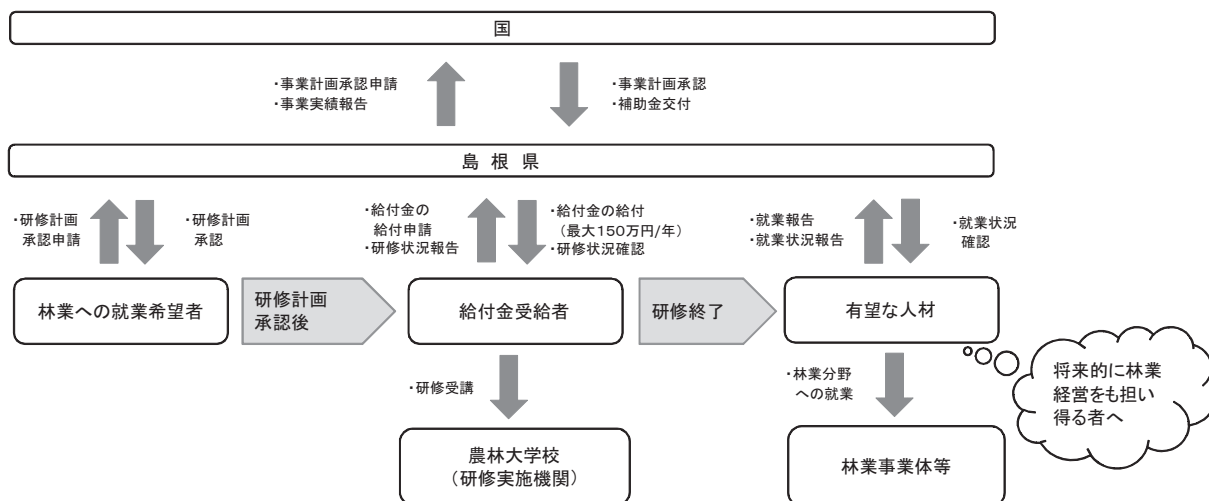 国
・事業計画承認申請
・事業実績報告
・事業計画承認
・補助金交付
島根県
・研修計画
承認申請
・研修計画
承認
・給付金の
給付申請
・研修状況報告
・給付金の給付
（最大150万円/年）
・研修状況確認
・就業報告
・就業状況報告
・就業状況
確認
林業への就業希望者
研修計画
承認後
給付金受給者
研修終了
有望な人材
・研修受講
・林業分野
への就業
将来的に林業
経営をも担い
得る者へ
農林大学校
（研修実施機関）
林業事業体等